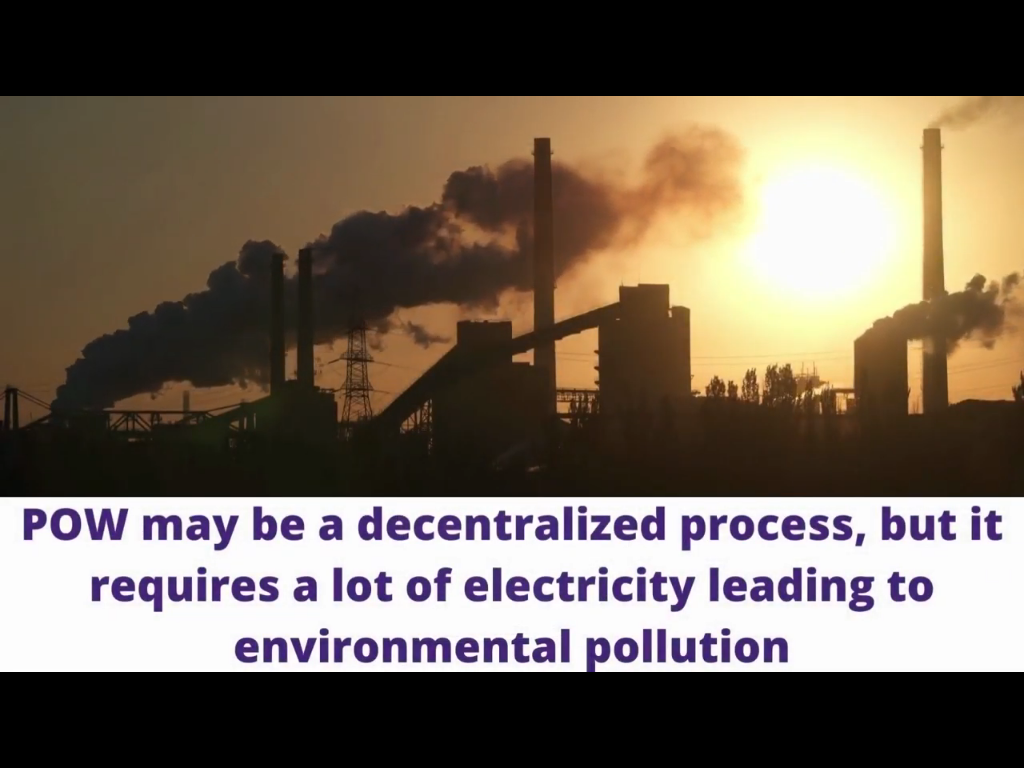 POW may be a decentralized process, but it
requires a lot of electricity leading to
environmental pollution